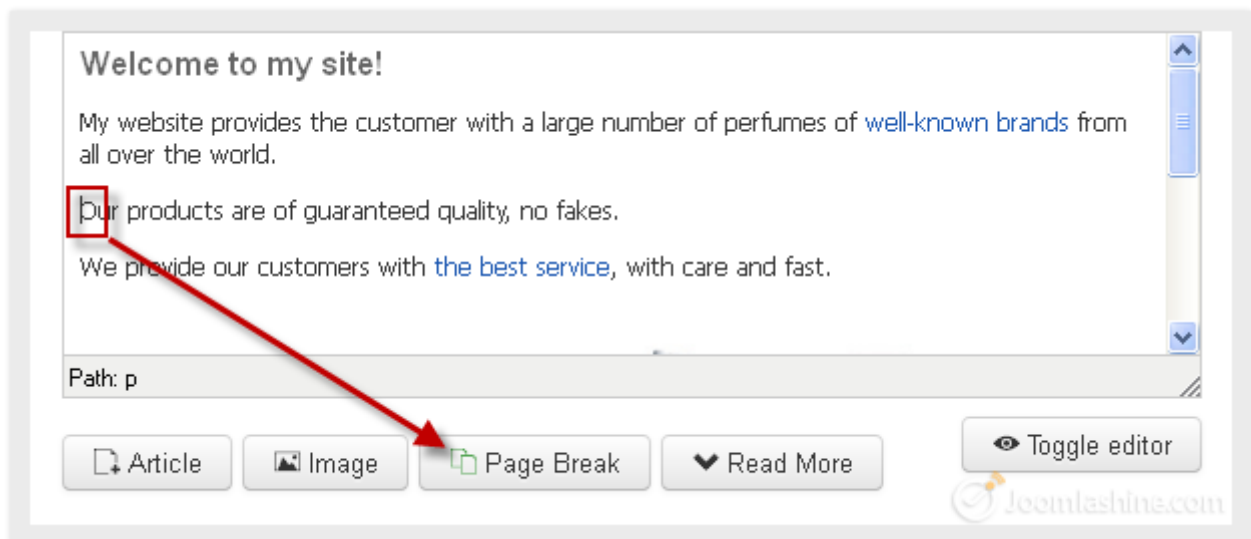 Welcome to my site!
My website provides the customer with a large number of perfumes of well-known brands from
all over the world.
Our products are of guaranteed quality, no fakes.
We provide our customers with the best service, with care and fast.
Path: p
Article
Image
Page Break
Read More
Toggle editor
Joomlashine.com